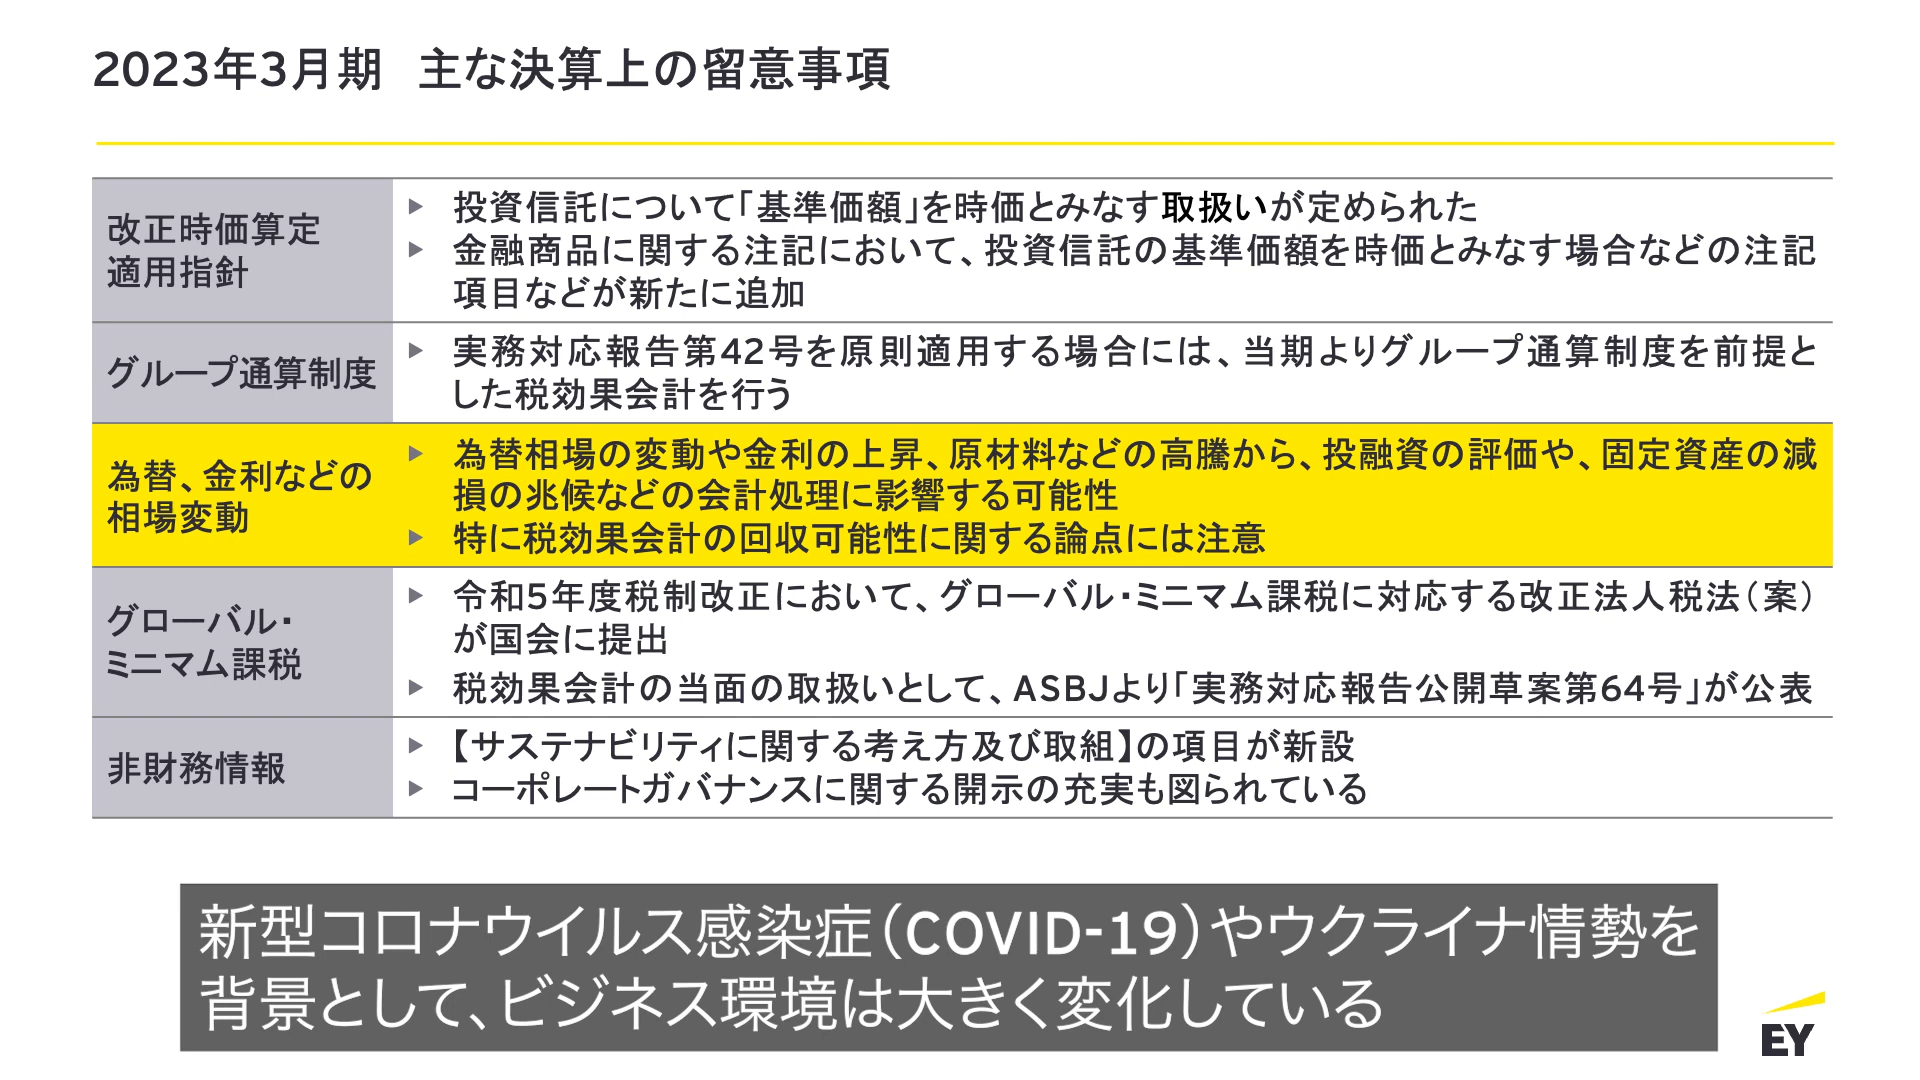 2023年3月期　主な決算上の留意事項
改正時価算定
適用指針
▶ 投資信託について「基準価額」を時価とみなす取扱いが定められた
▶ 金融商品に関する注記において、投資信託の基準価額を時価とみなす場合などの注記
項目などが新たに追加
グループ通算制度
▶ 実務対応報告第42号を原則適用する場合には、当期よりグループ通算制度を前提と
した税効果会計を行う
為替、金利などの
相場変動
▶ 為替相場の変動や金利の上昇、原材料などの高騰から、投融資の評価や、固定資産の減
損の兆候などの会計処理に影響する可能性
▶ 特に税効果会計の回収可能性に関する論点には注意
グローバル・
ミニマム課税
▶ 令和5年度税制改正において、グローバル・ミニマム課税に対応する改正法人税法（案）
が国会に提出
▶ 税効果会計の当面の取扱いとして、ASBJより「実務対応報告公開草案第64号」が公表
非財務情報
▶ 【サステナビリティに関する考え方及び取組】の項目が新設
▶ コーポレートガバナンスに関する開示の充実も図られている
新型コロナウイルス感染症（COVID-19）やウクライナ情勢を
背景として、ビジネス環境は大きく変化している
EY